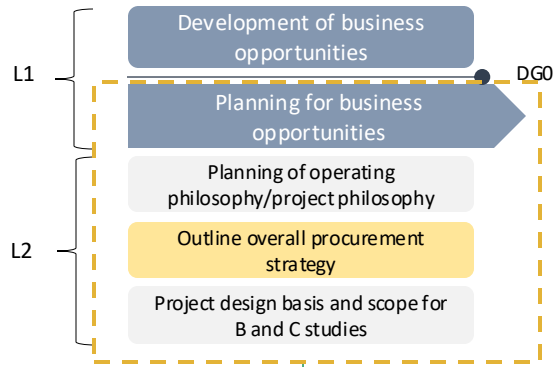 Development of business
opportunities
L1
DG0
Planning for business
opportunities
Planning of operating
philosophy/project philosophy
L2
Outline overall procurement
strategy
Project design basis and scope for
B and C studies